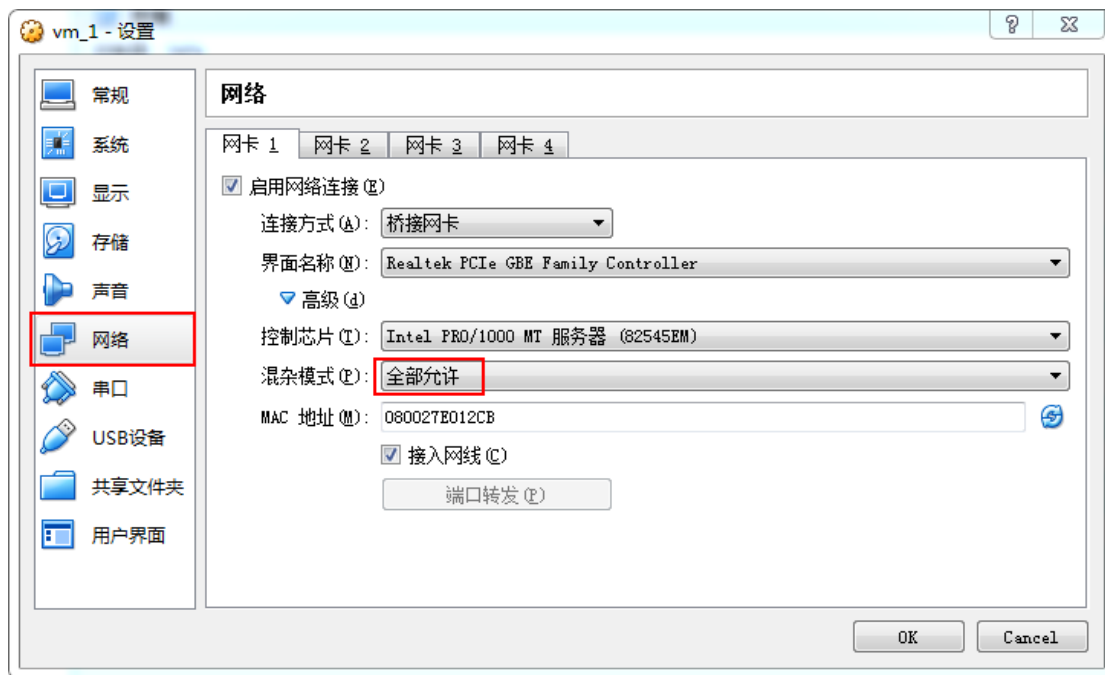 vm_1 - 设置
常规
系统
显示
存储
声音
网络
串口
USB设备
共享文件夹
用户界面
网络
网卡 1 网卡 2 网卡 3 网卡 4
启用网络连接(E)
连接方式(A): 桥接网卡
界面名称(N): Realtek PCIe GBE Family Controller
高级(d)
控制芯片(T): Intel PRO/1000 MT 服务器 (82545EM)
混杂模式(P): 全部允许
MAC 地址(M): 080027E012CB
接入网线(C)
端口转发(P)
OK Cancel